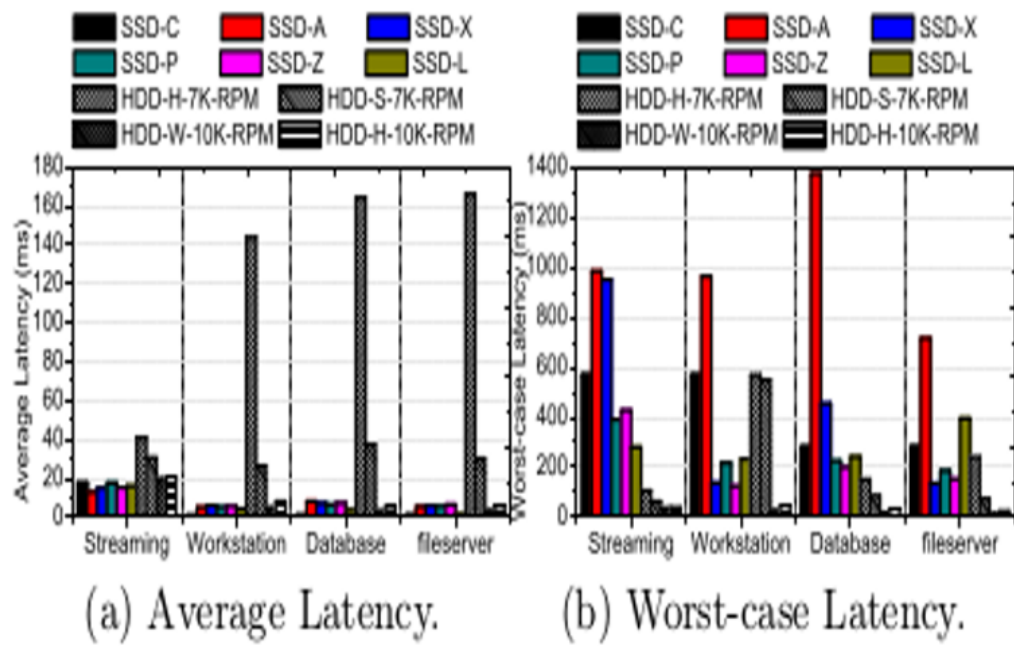 SSD-C SSD-A SSD-X
SSD-P SSD-Z SSD-L
HDD-H-7K-RPM HDD-S-7K-RPM
HDD-W-10K-RPM HDD-H-10K-RPM
Average Latency (ms)
180
160
140
120
100
80
60
40
20
0
Streaming Workstation Database fileserver
(a) Average Latency.
SSD-C SSD-A SSD-X
SSD-P SSD-Z SSD-L
HDD-H-7K-RPM HDD-S-7K-RPM
HDD-W-10K-RPM HDD-H-10K-RPM
Worst-case Latency (ms)
1400
1200
1000
800
600
400
200
0
Streaming Workstation Database fileserver
(b) Worst-case Latency.